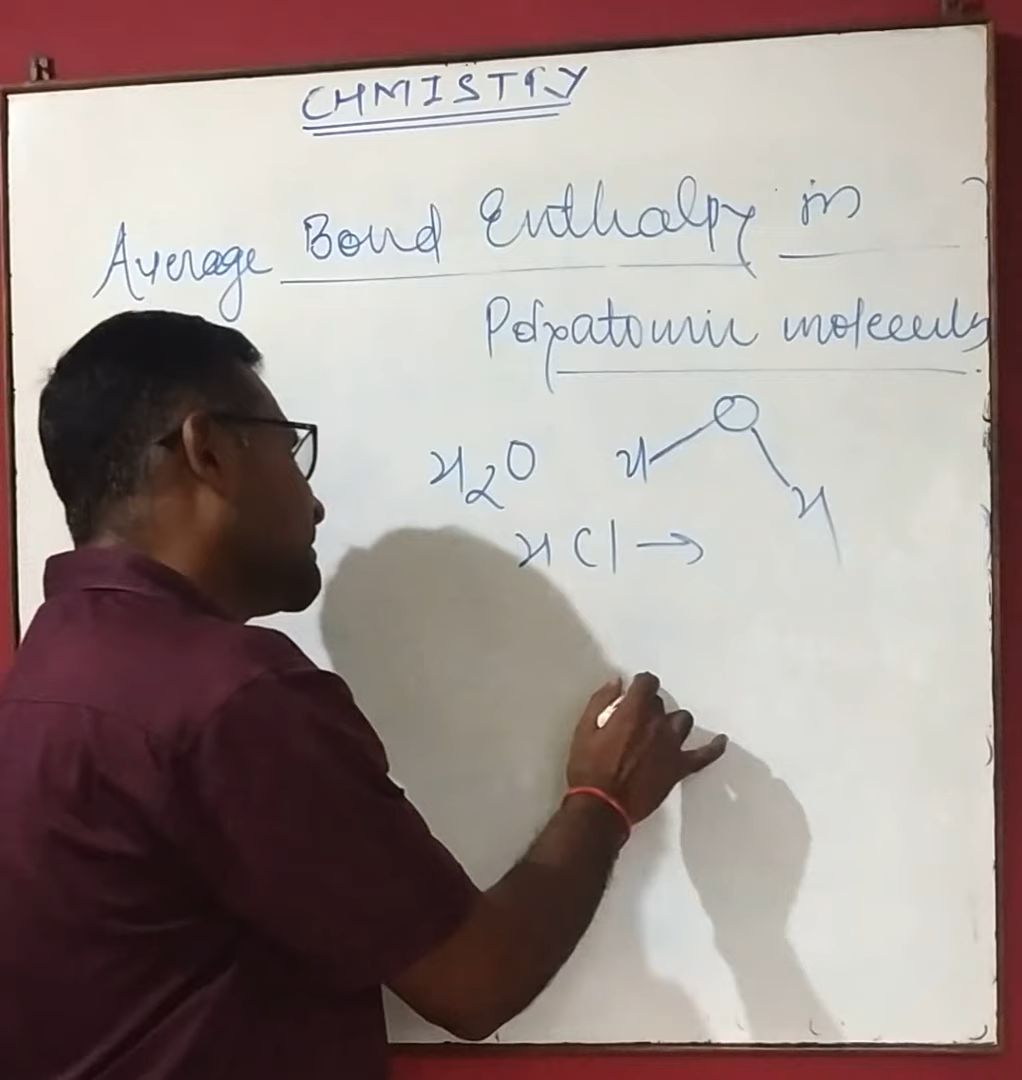 CHMISTRY
Average Bond Enthalpy in
Polyatomic molecules
H2O H O H
HCl →